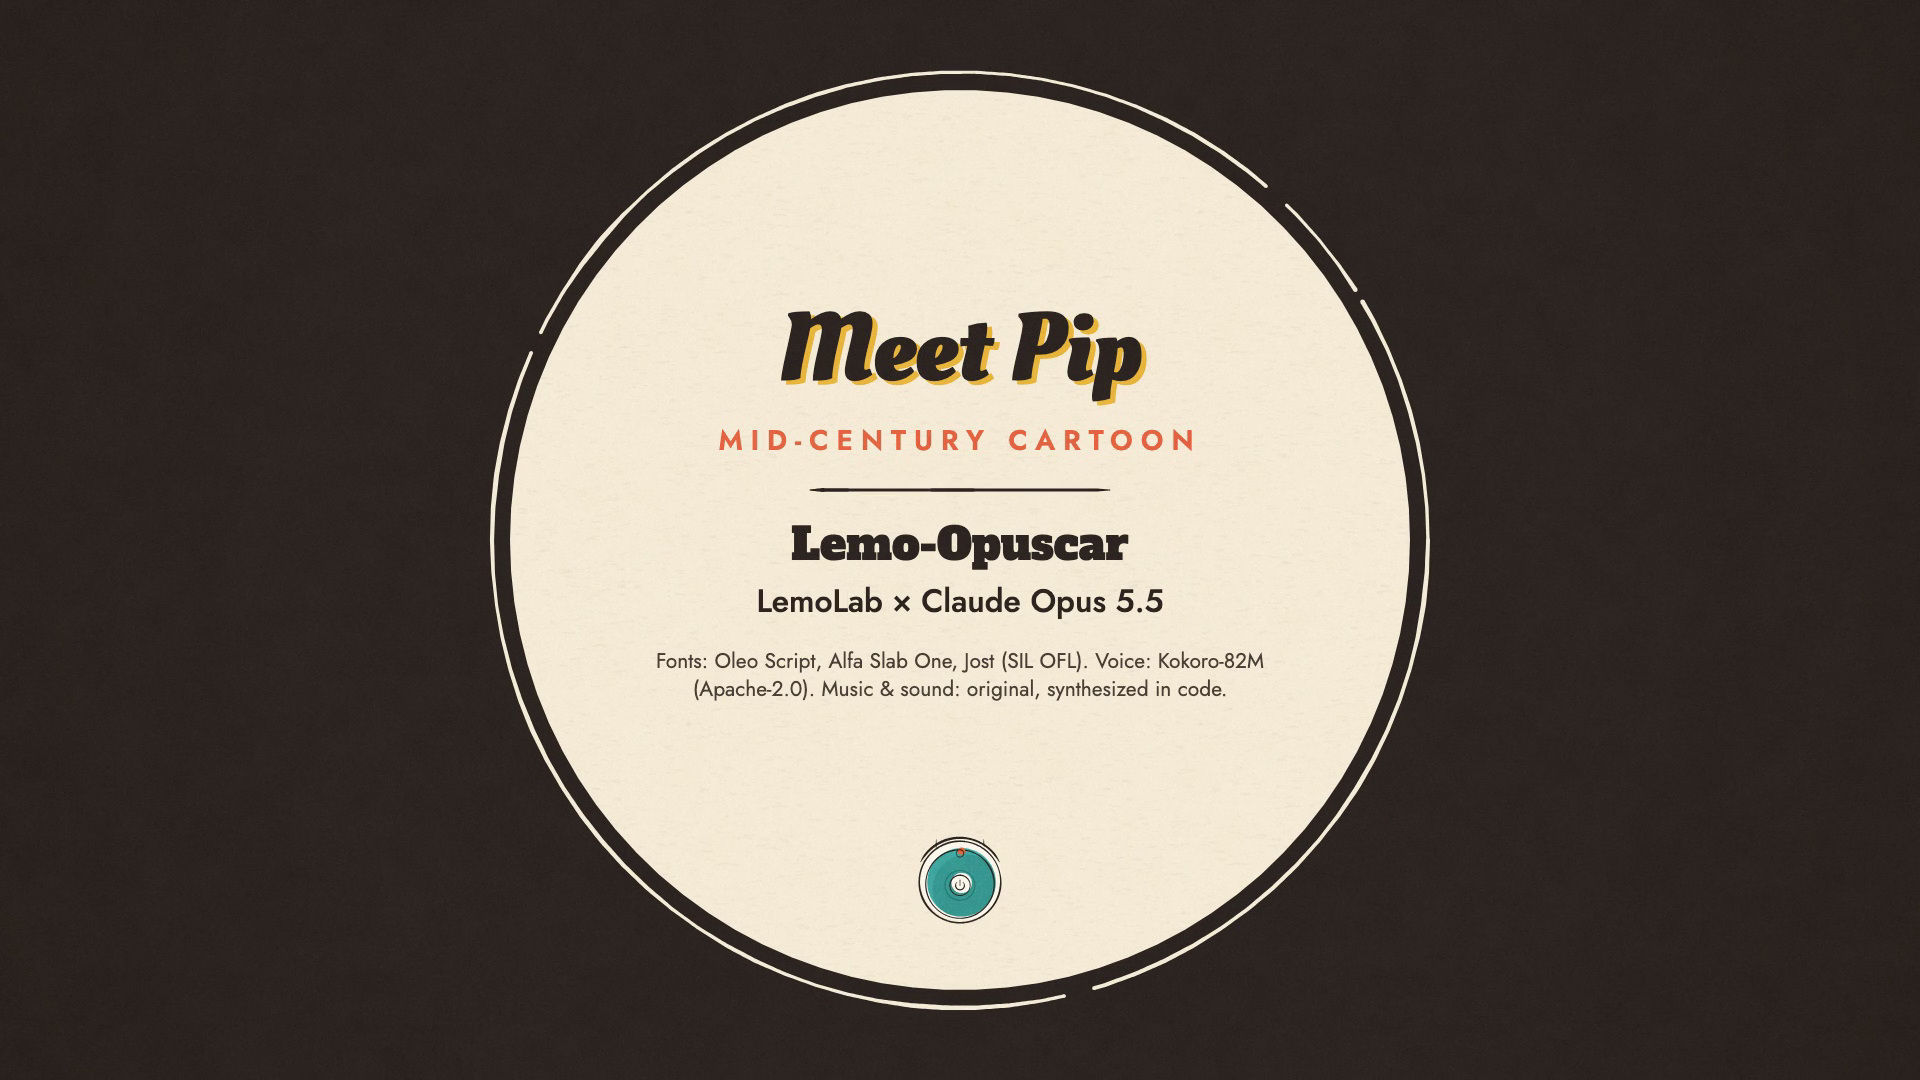 Meet Pip
MID-CENTURY CARTOON
Lemo-Opuscar
LemoLab × Claude Opus 5.5
Fonts: Oleo Script, Alfa Slab One, Jost (SIL OFL). Voice: Kokoro-82M
(Apache-2.0). Music & sound: original, synthesized in code.